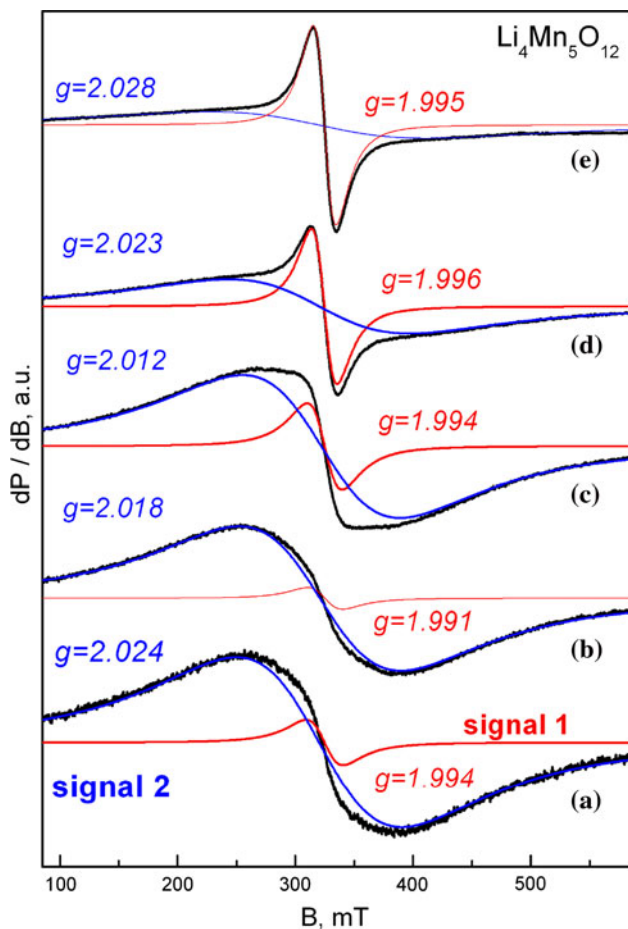 Li₄Mn₅O₁₂
g=2.028
g=1.995
(e)
g=2.023
g=1.996
(d)
g=2.012
g=1.994
(c)
g=2.018
g=1.991
(b)
g=2.024
signal 1
signal 2
g=1.994
(a)
dP / dB, a.u.
100 200 300 400 500
B, mT